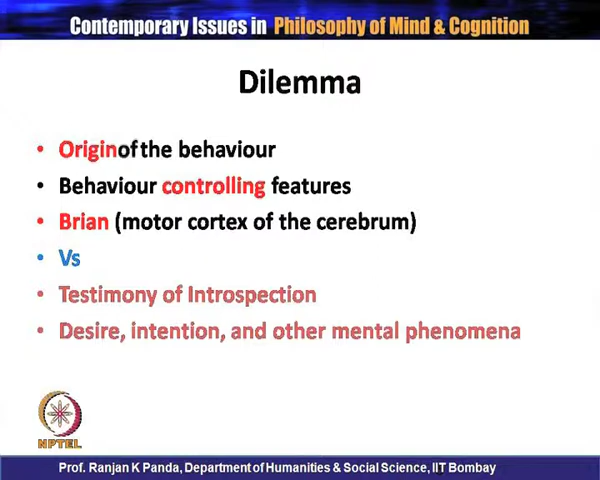 Contemporary Issues in Philosophy of Mind & Cognition
Dilemma
• Originof the behaviour
• Behaviour controlling features
• Brian (motor cortex of the cerebrum)
• Vs
• Testimony of Introspection
• Desire, intention, and other mental phenomena
NPTEL
Prof. Ranjan K Panda, Department of Humanities & Social Science, IIT Bombay